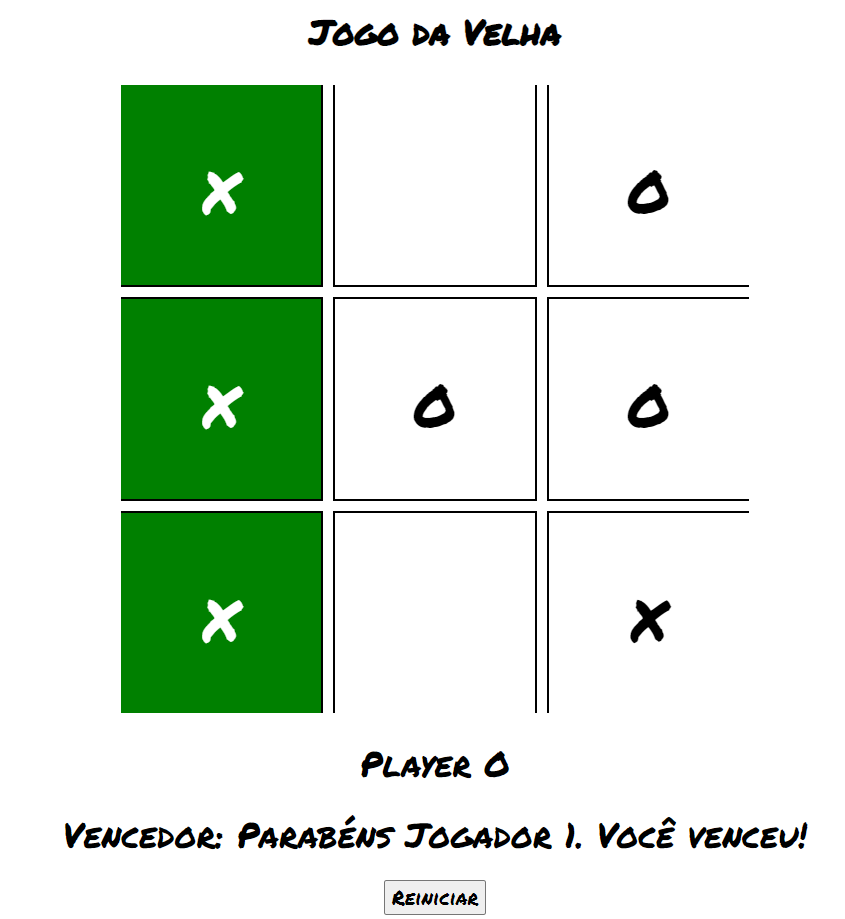 Jogo da Velha
X O
X O O
X X
Player O
Vencedor: Parabéns Jogador 1. Você venceu!
Reiniciar